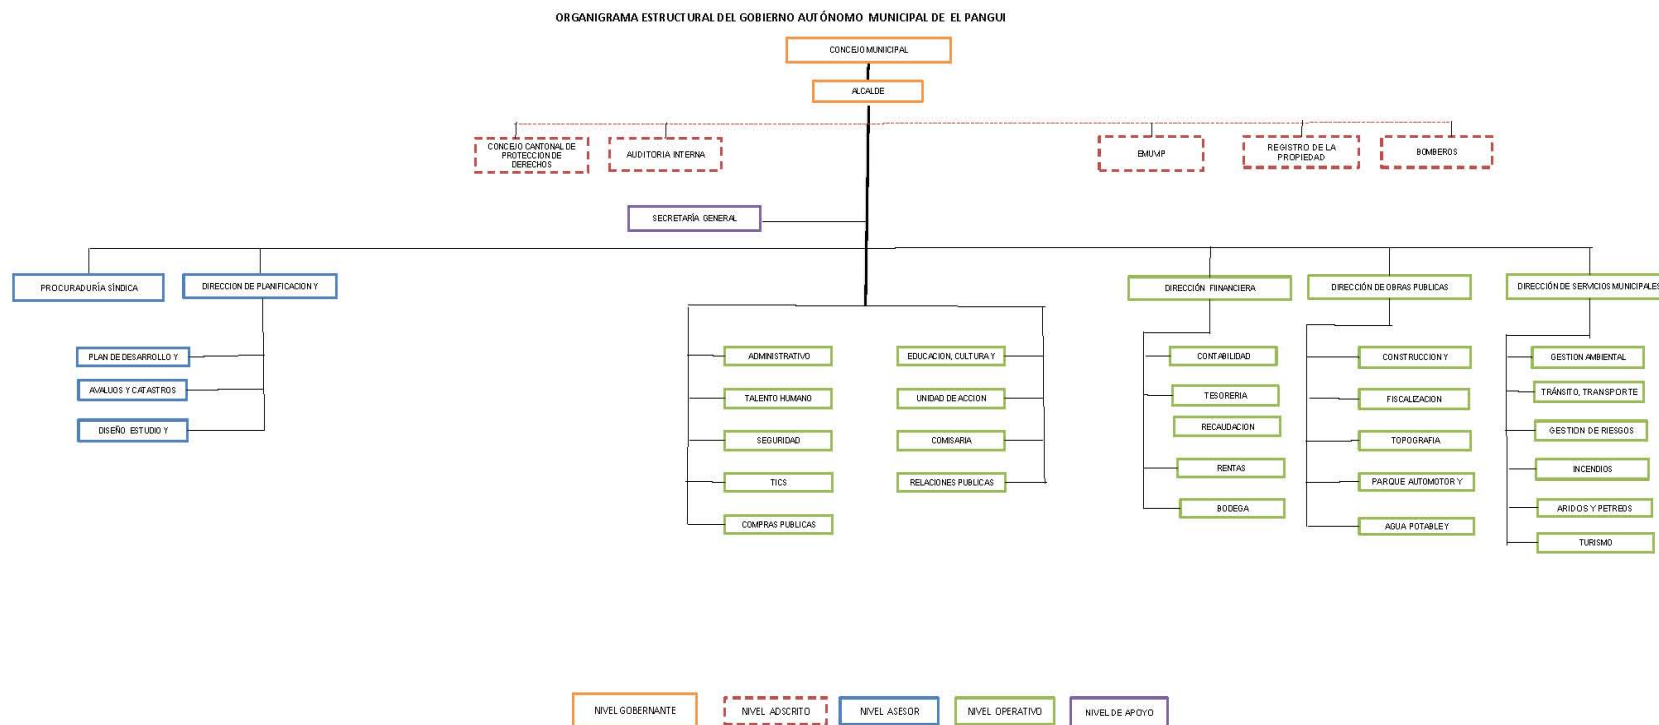 ORGANIGRAMA ESTRUCTURAL DEL GOBIERNO AUTÓNOMO MUNICIPAL DE EL PANGUI
CONCEJO MUNICIPAL
ALCALDE
CONCEJO CANTONAL DE
PROTECCION DE
DERECHOS
AUDITORIA INTERNA
EMUVIP
REGISTRO DE LA
PROPIEDAD
BOMBEROS
SECRETARÍA GENERAL
PROCURADURÍA SÍNDICA
DIRECCION DE PLANIFICACION Y
DIRECCIÓN FIINANCIERA
DIRECCIÓN DE OBRAS PUBLICAS
DIRECCIÓN DE SERVICIOS MUNICIPALES
PLAN DE DESARROLLO Y
AVALUOS Y CATASTROS
DISEÑO ESTUDIO Y
ADMINISTRATIVO
TALENTO HUMANO
SEGURIDAD
TICS
COMPRAS PUBLICAS
EDUCACION, CULTURA Y
UNIDAD DE ACCION
COMISARIA
RELACIONES PUBLICAS
CONTABILIDAD
TESORERIA
RECAUDACION
RENTAS
BODEGA
CONSTRUCCION Y
FISCALIZACION
TOPOGRAFIA
PARQUE AUTOMOTOR Y
AGUA POTABLE Y
GESTION AMBIENTAL
TRÁNSITO, TRANSPORTE
GESTION DE RIESGOS
INCENDIOS
ARIDOS Y PETREOS
TURISMO
NIVEL GOBERNANTE
NIVEL ADSCRITO
NIVEL ASESOR
NIVEL OPERATIVO
NIVEL DE APOYO